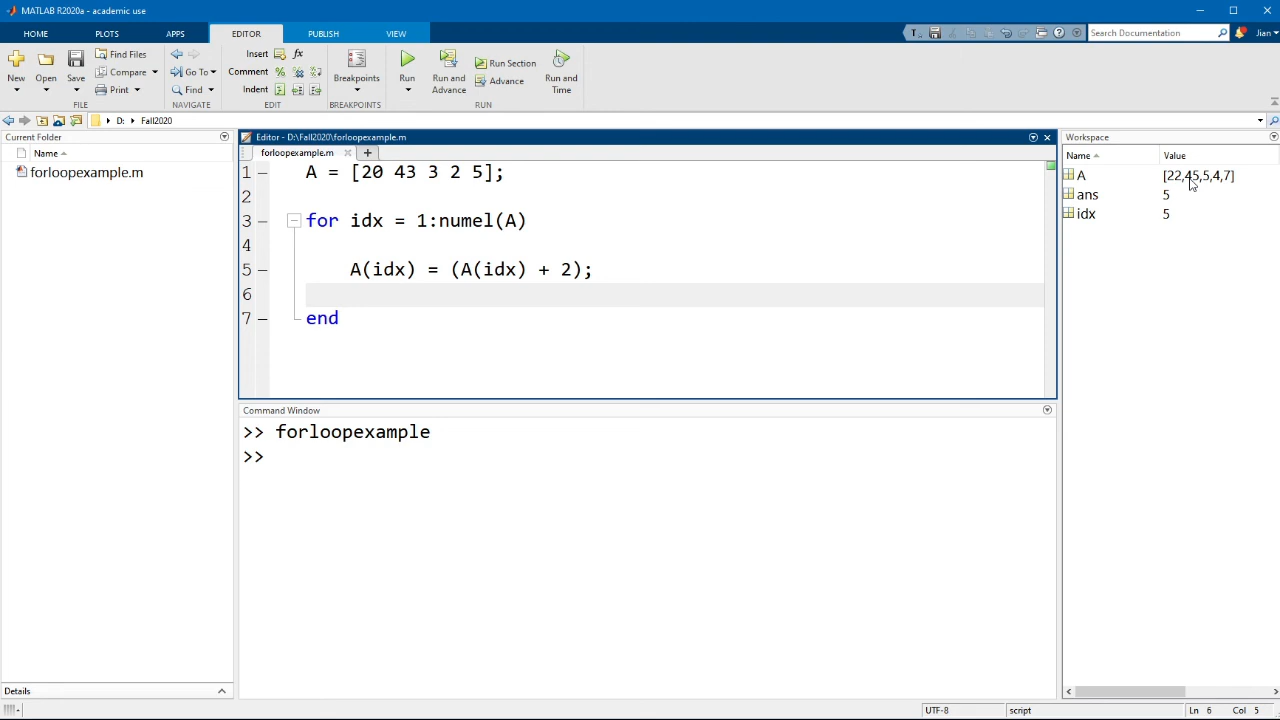 MATLAB R2020a - academic use
HOME PLOTS APPS EDITOR PUBLISH VIEW Search Documentation Jian
New Open Save Find Files Compare Print
Go To Find
Insert fx
Comment
Indent
Breakpoints
Run Run and Advance Run Section Advance Run and Time
FILE NAVIGATE EDIT BREAKPOINTS RUN
D: Fall2020
Current Folder
Name
forloopexample.m
Details
Editor - D:\Fall2020\forloopexample.m
forloopexample.m
1 – A = [20 43 3 2 5];
2
3 – for idx = 1:numel(A)
4
5 – A(idx) = (A(idx) + 2);
6
7 – end
Command Window
>> forloopexample
>>
Workspace
Name Value
A [22,45,5,4,7]
ans 5
idx 5
UTF-8 script Ln 6 Col 5